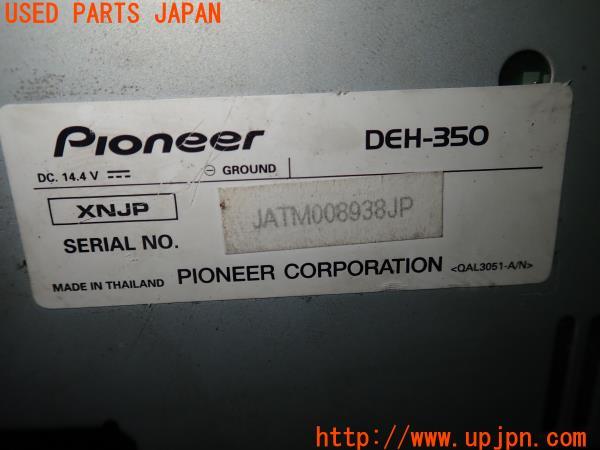 USED PARTS JAPAN
Pioneer DEH-350
DC. 14.4 V ⎓ ⊖ GROUND
XNJP
SERIAL NO. JATM008938JP
MADE IN THAILAND PIONEER CORPORATION <QAL3051-A/N>
UPJ
http://www.upjpn.com/